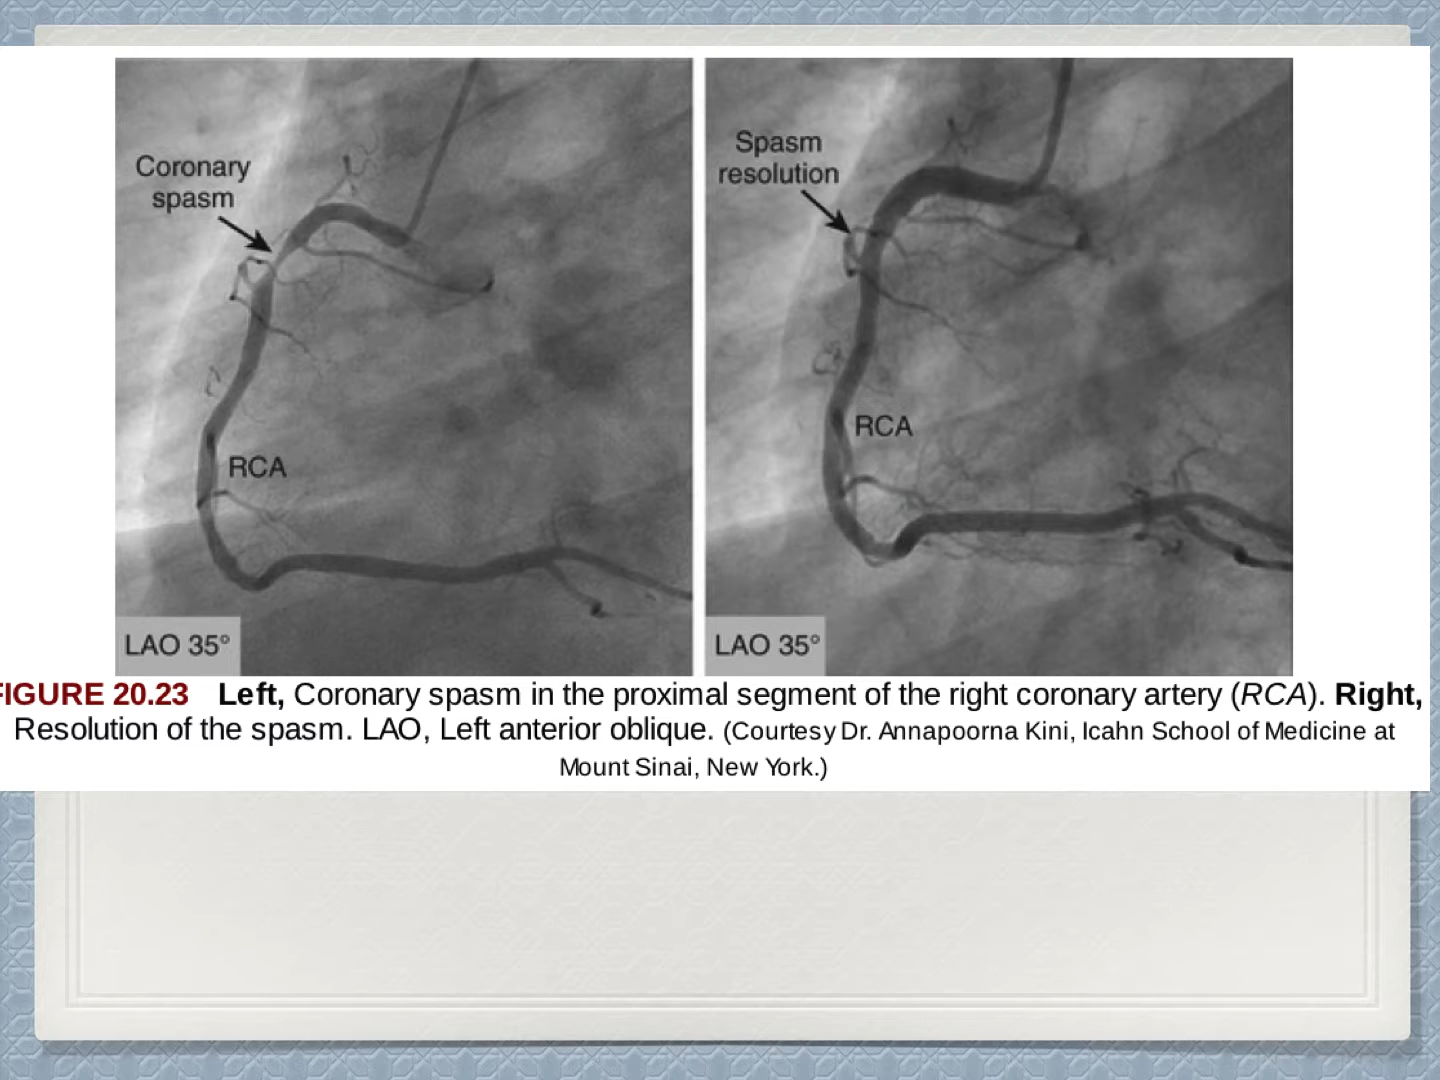 Coronary
spasm
RCA
LAO 35°
Spasm
resolution
RCA
LAO 35°
FIGURE 20.23 Left, Coronary spasm in the proximal segment of the right coronary artery (RCA). Right,
Resolution of the spasm. LAO, Left anterior oblique. (Courtesy Dr. Annapoorna Kini, Icahn School of Medicine at
Mount Sinai, New York.)